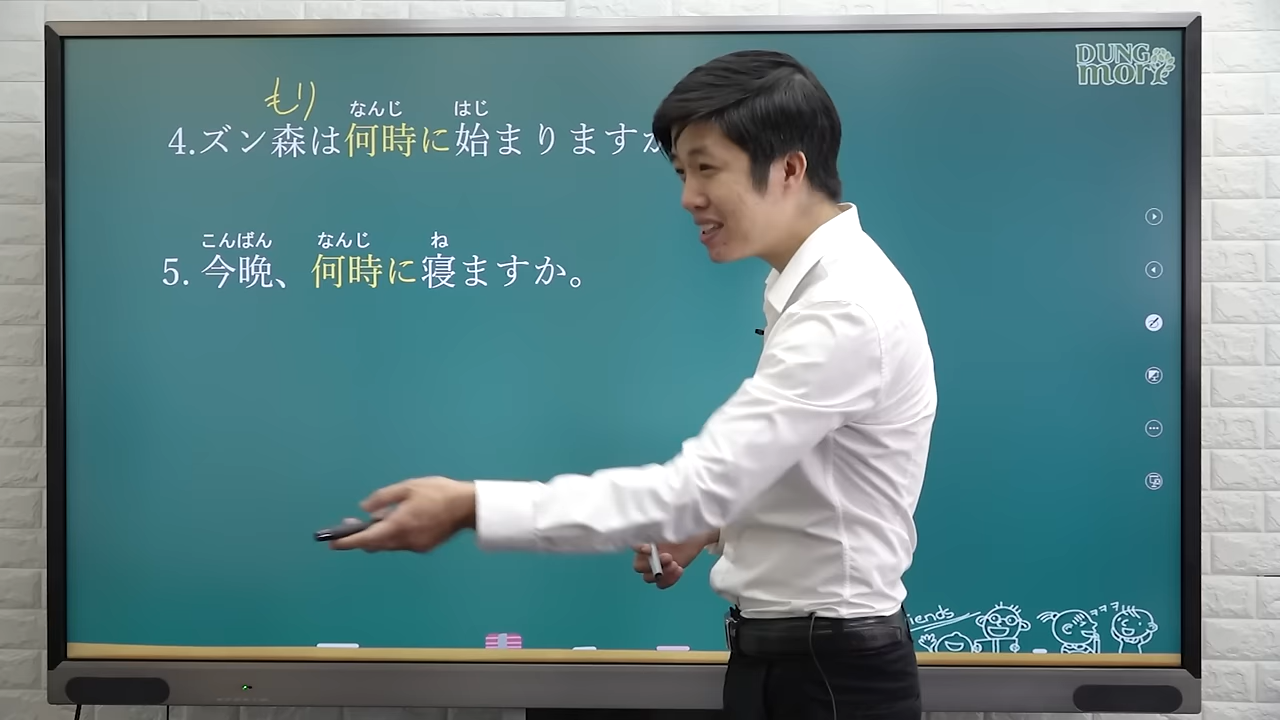 DUNG
mori
もり
なんじ はじ
4.ズン森は何時に始まりますか
こんばん なんじ ね
5. 今晩、何時に寝ますか。
iends